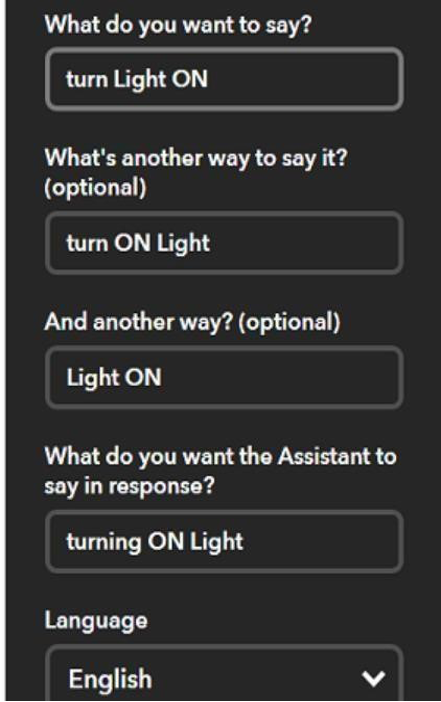 What do you want to say?
turn Light ON
What's another way to say it?
(optional)
turn ON Light
And another way? (optional)
Light ON
What do you want the Assistant to
say in response?
turning ON Light
Language
English